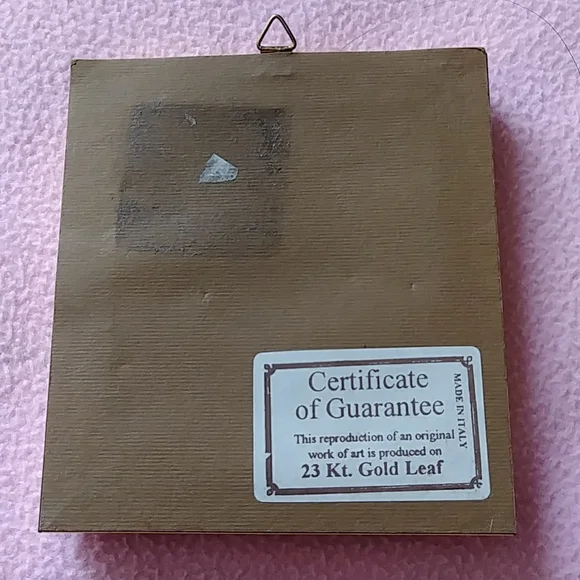 Certificate
of Guarantee
This reproduction of an original
work of art is produced on
23 Kt. Gold Leaf
MADE IN ITALY